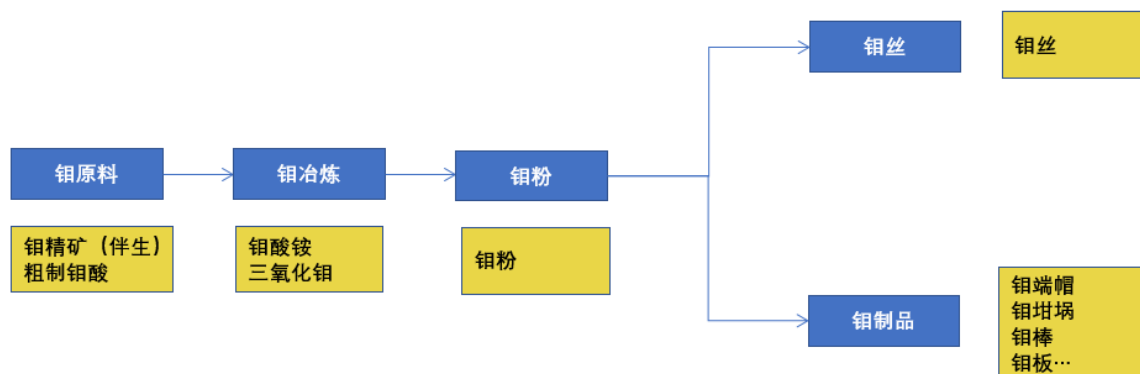 钼丝
钼丝
钼原料
钼冶炼
钼粉
钼精矿（伴生）
粗制钼酸
钼酸铵
三氧化钼
钼粉
钼制品
钼端帽
钼坩埚
钼棒
钼板…